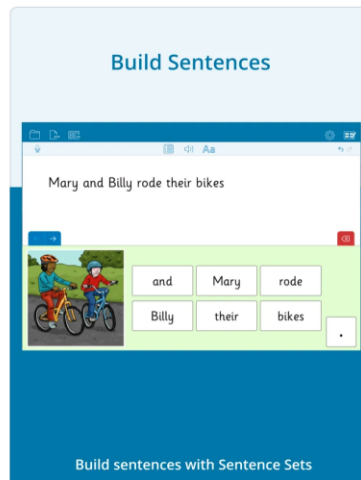 Build Sentences
Aa
Mary and Billy rode their bikes
and Mary rode
Billy their bikes
.
Build sentences with Sentence Sets